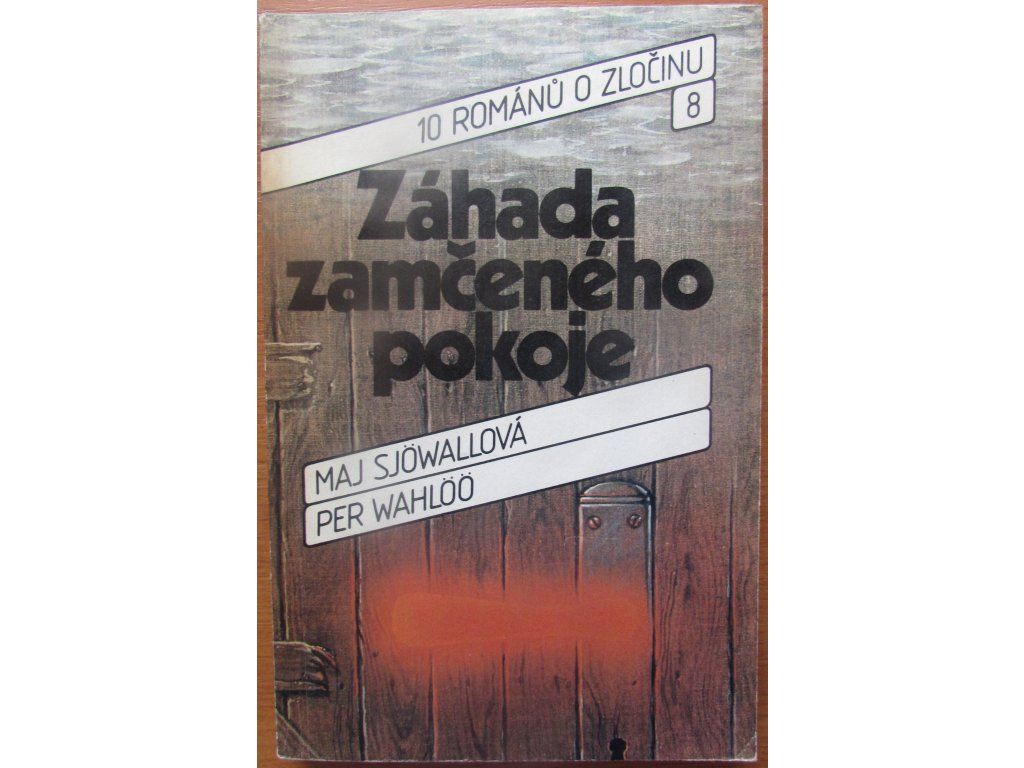 10 ROMÁNŮ O ZLOČINU
8
Záhada
zamčeného
pokoje
MAJ SJÖWALLOVÁ
PER WAHLÖÖ